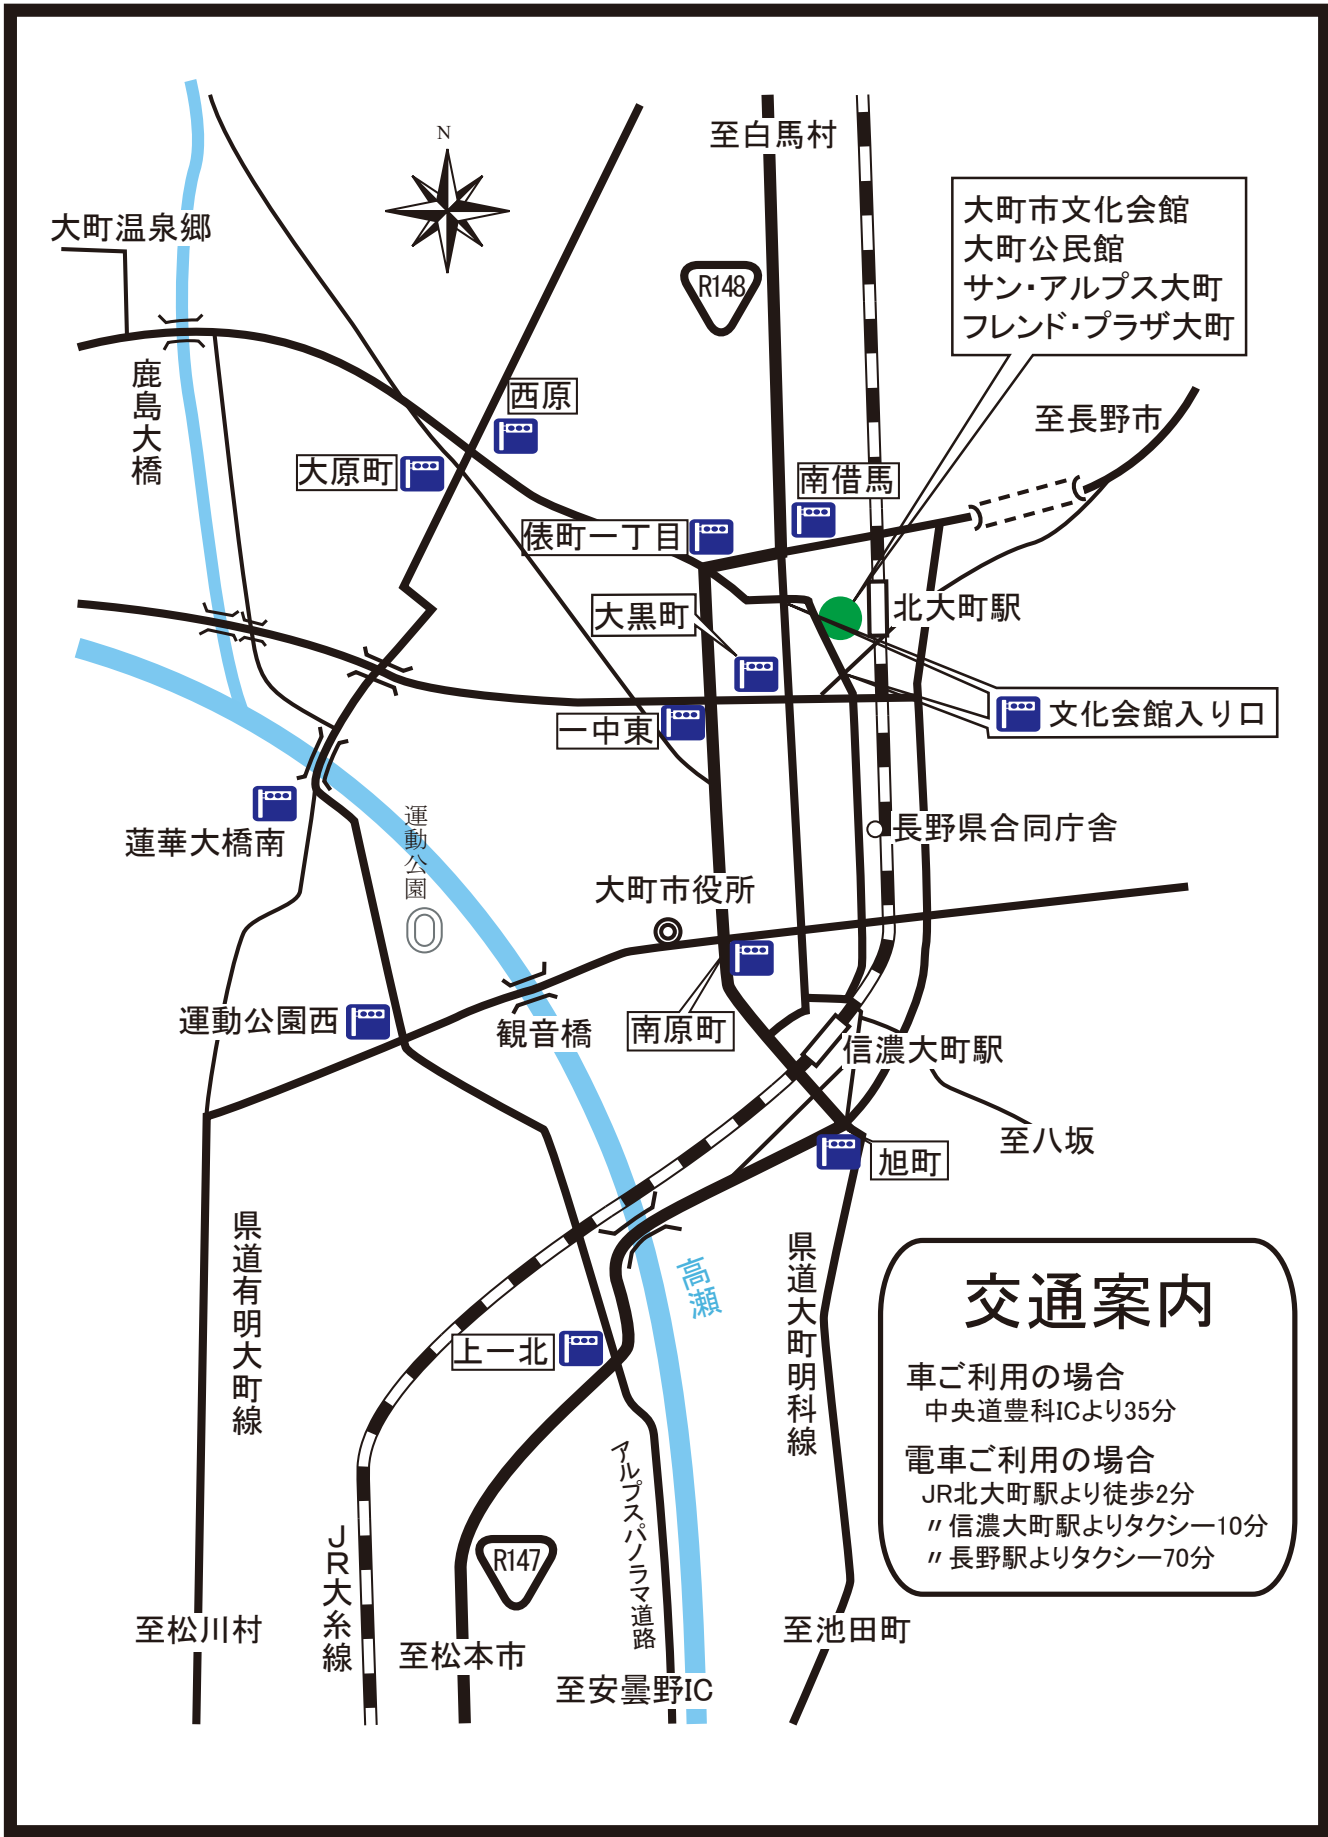 N
至白馬村
大町市文化会館
大町公民館
サン・アルプス大町
フレンド・プラザ大町
大町温泉郷
R148
鹿島大橋
西原
至長野市
大原町
南借馬
俵町一丁目
大黒町
北大町駅
一中東
文化会館入り口
運動公園
蓮華大橋南
長野県合同庁舎
大町市役所
運動公園西
観音橋
南原町
信濃大町駅
至八坂
旭町
県道有明大町線
高瀬
県道大町明科線
上一北
交通案内
車ご利用の場合
中央道豊科ICより35分
電車ご利用の場合
JR北大町駅より徒歩2分
〃信濃大町駅よりタクシー10分
〃長野駅よりタクシー70分
アルプスパノラマ道路
JR大糸線
R147
至松川村
至松本市
至安曇野IC
至池田町